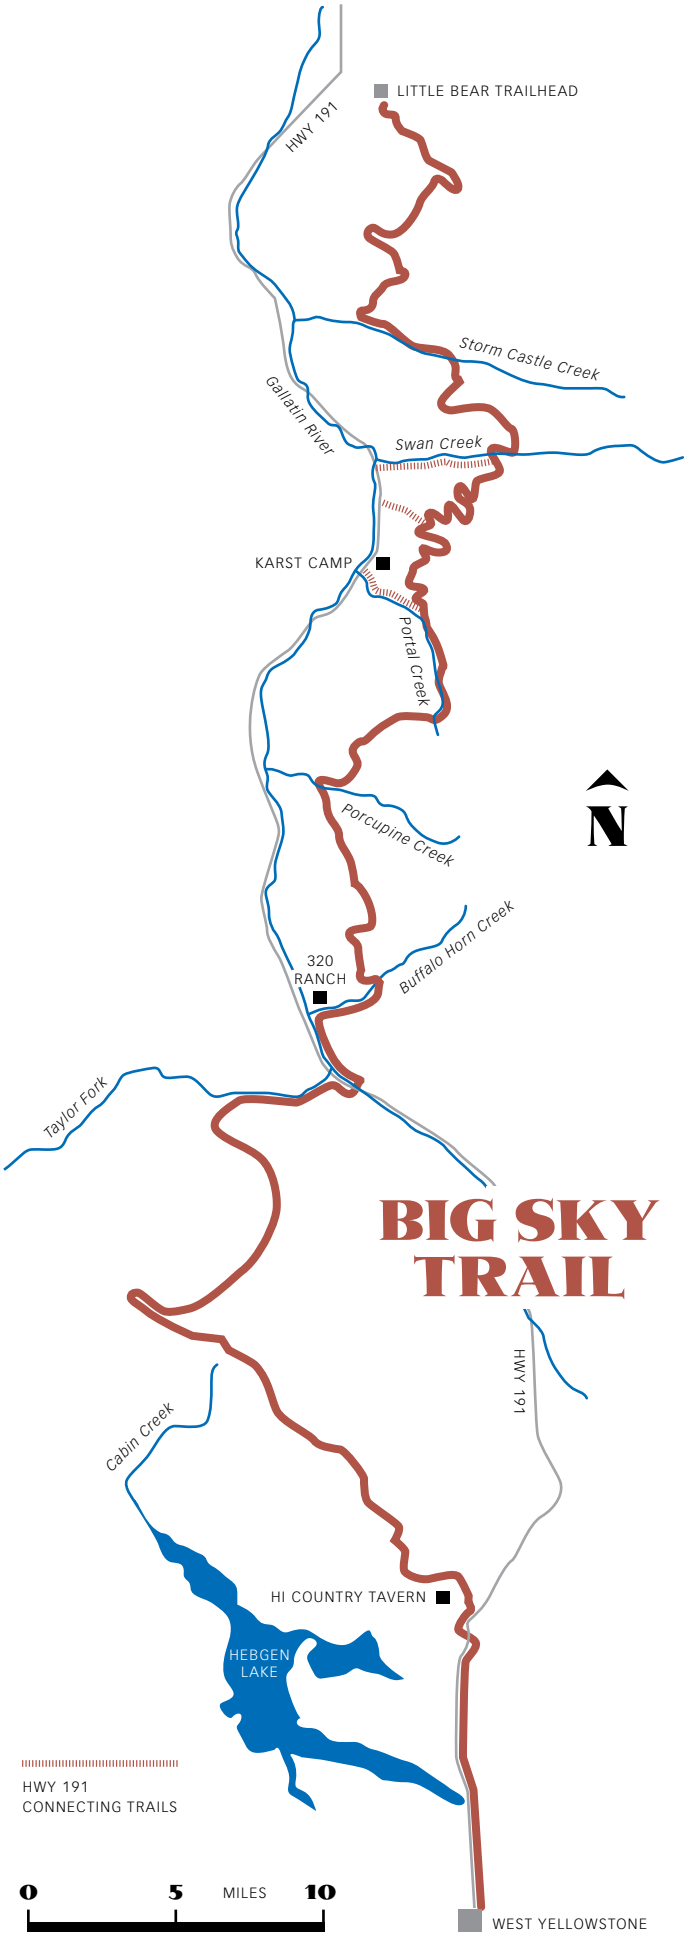 HWY 191
LITTLE BEAR TRAILHEAD
Storm Castle Creek
Gallatin River
Swan Creek
KARST CAMP
Portal Creek
N
Porcupine Creek
Buffalo Horn Creek
320
RANCH
Taylor Fork
BIG SKY
TRAIL
HWY 191
Cabin Creek
HI COUNTRY TAVERN
HEBGEN
LAKE
HWY 191
CONNECTING TRAILS
0 5 MILES 10
WEST YELLOWSTONE